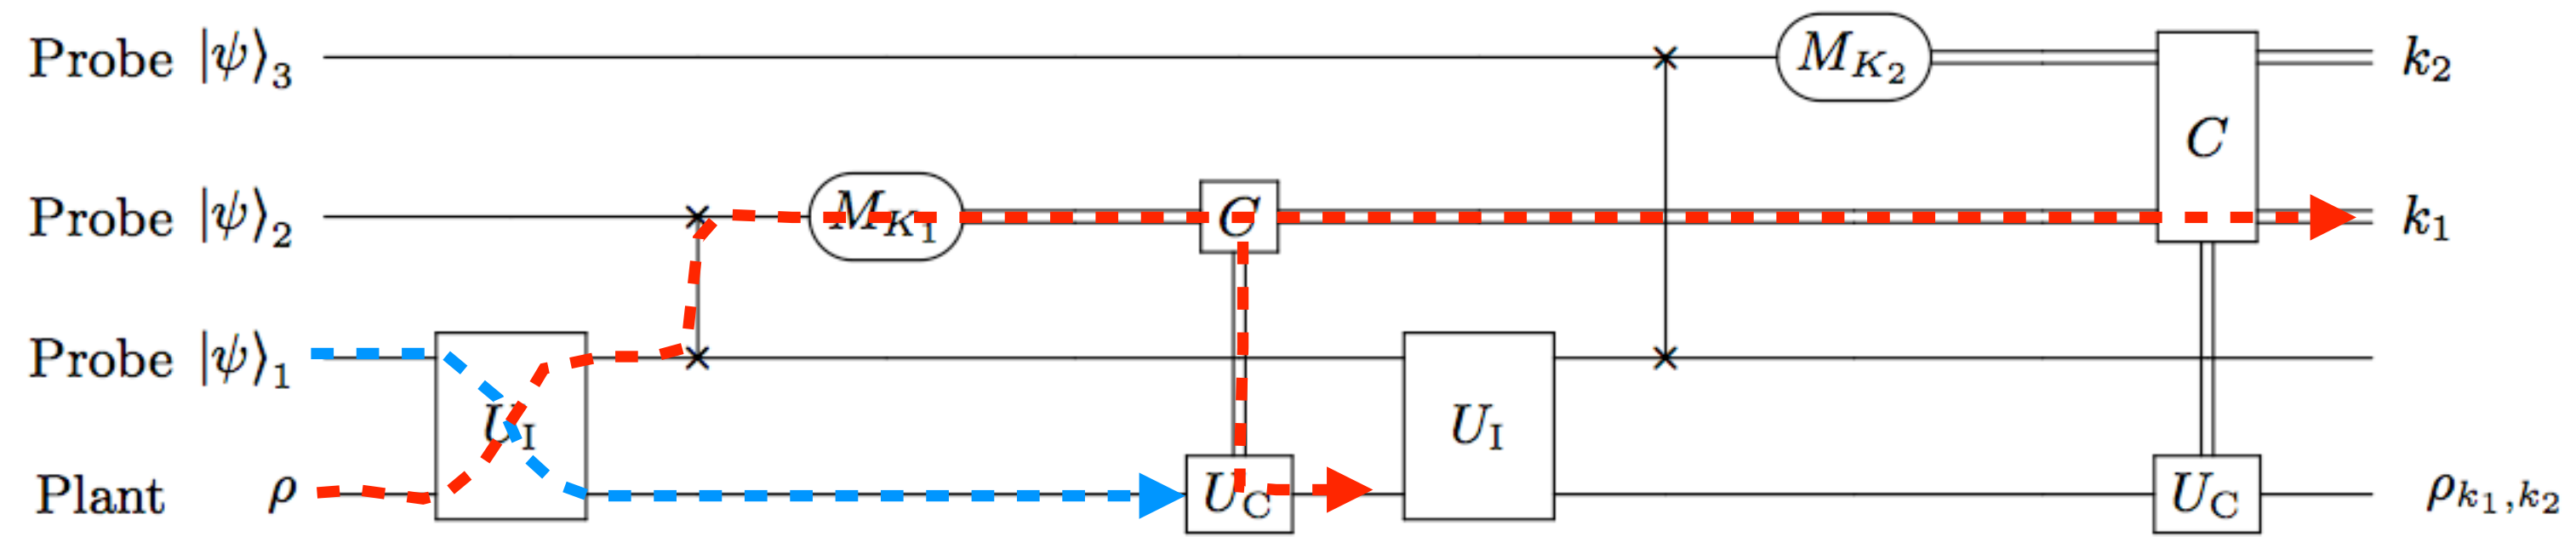 Probe |ψ⟩₃ M_{K₂} C k₂
Probe |ψ⟩₂ M_{K₁} C k₁
Probe |ψ⟩₁ U_I U_I
Plant ρ U_C U_C ρ_{k₁,k₂}